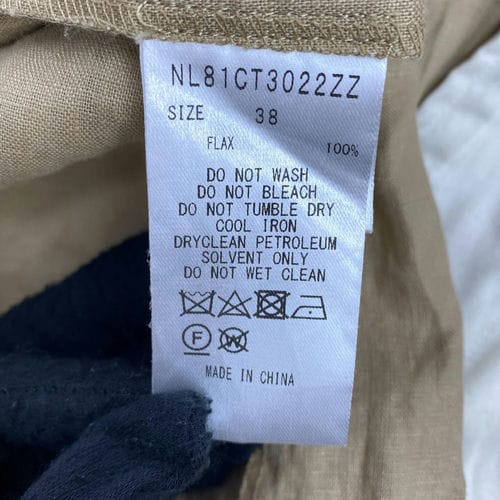 NL81CT3022ZZ
SIZE 38
FLAX 100%
DO NOT WASH
DO NOT BLEACH
DO NOT TUMBLE DRY
COOL IRON
DRYCLEAN PETROLEUM
SOLVENT ONLY
DO NOT WET CLEAN
F W
MADE IN CHINA